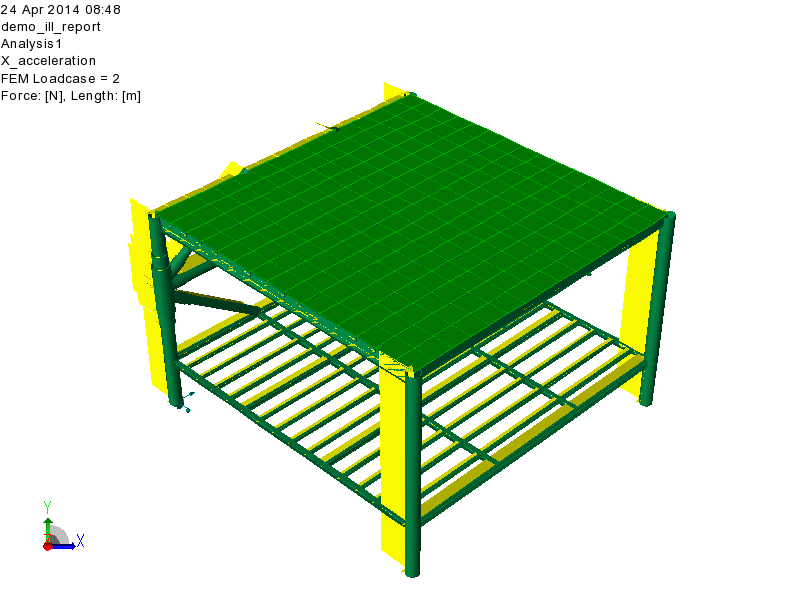 24 Apr 2014 08:48
demo_ill_report
Analysis1
X_acceleration
FEM Loadcase = 2
Force: [N], Length: [m]
Y
Z
X